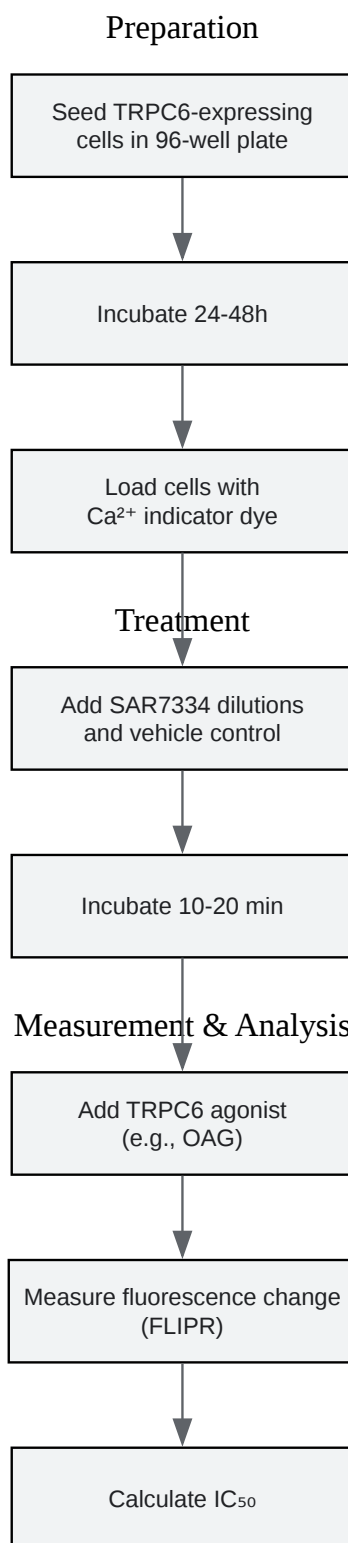 Preparation
Seed TRPC6-expressing
cells in 96-well plate
Incubate 24-48h
Load cells with
Ca²⁺ indicator dye
Treatment
Add SAR7334 dilutions
and vehicle control
Incubate 10-20 min
Measurement & Analysis
Add TRPC6 agonist
(e.g., OAG)
Measure fluorescence change
(FLIPR)
Calculate IC₅₀